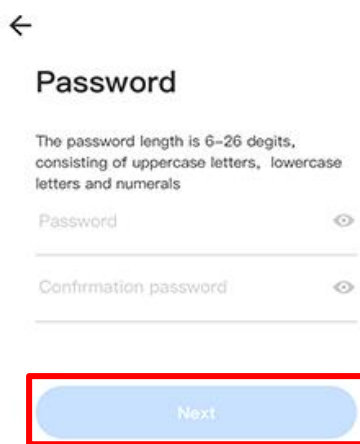 Password
The password length is 6-26 degits,
consisting of uppercase letters, lowercase
letters and numerals
Password
Confirmation password
Next